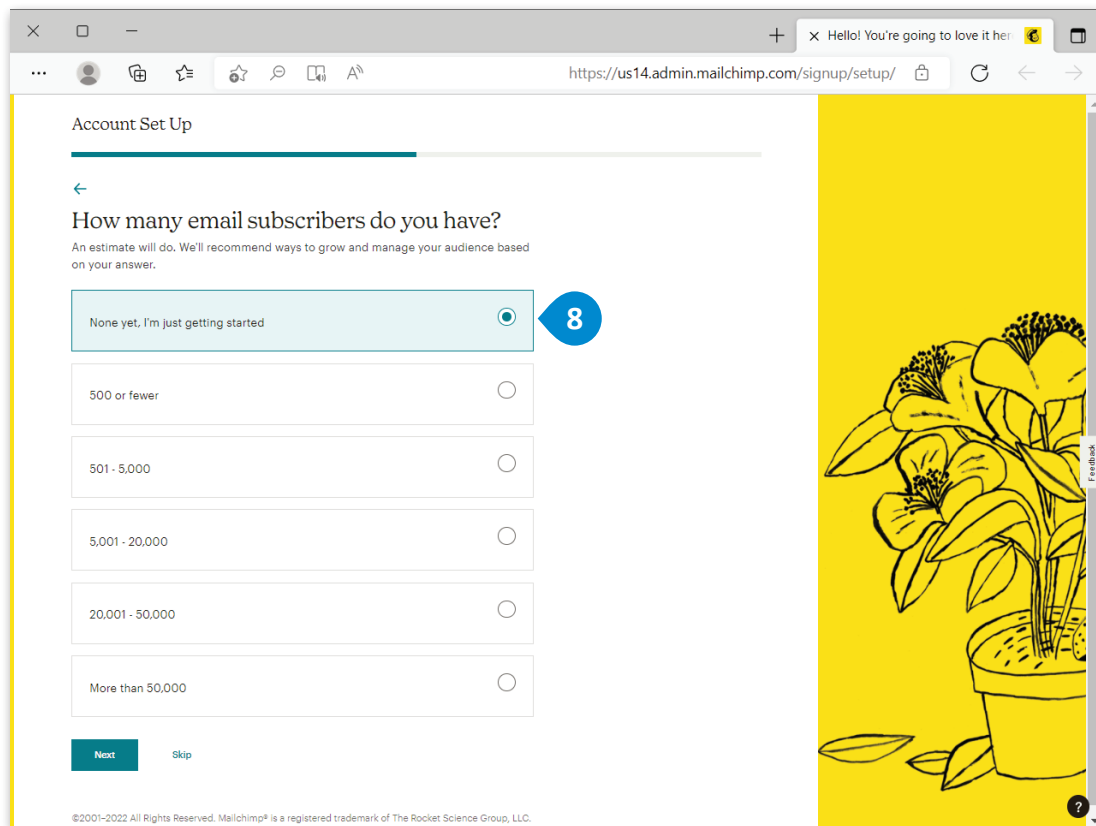 Hello! You're going to love it her
https://us14.admin.mailchimp.com/signup/setup/
Account Set Up
How many email subscribers do you have?
An estimate will do. We'll recommend ways to grow and manage your audience based
on your answer.
None yet, I'm just getting started
8
500 or fewer
501 - 5,000
5,001 - 20,000
20,001 - 50,000
More than 50,000
Next Skip
Feedback
?
©2001–2022 All Rights Reserved. Mailchimp® is a registered trademark of The Rocket Science Group, LLC.